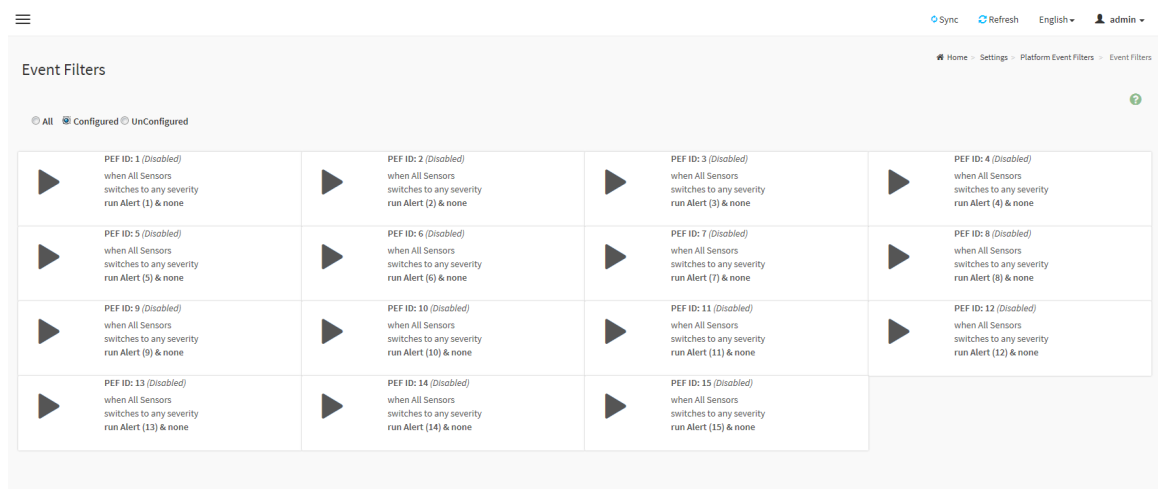 Sync Refresh English admin
Event Filters
Home > Settings > Platform Event Filters > Event Filters
All Configured UnConfigured
PEF ID: 1 (Disabled)
when All Sensors
switches to any severity
run Alert (1) & none
PEF ID: 2 (Disabled)
when All Sensors
switches to any severity
run Alert (2) & none
PEF ID: 3 (Disabled)
when All Sensors
switches to any severity
run Alert (3) & none
PEF ID: 4 (Disabled)
when All Sensors
switches to any severity
run Alert (4) & none
PEF ID: 5 (Disabled)
when All Sensors
switches to any severity
run Alert (5) & none
PEF ID: 6 (Disabled)
when All Sensors
switches to any severity
run Alert (6) & none
PEF ID: 7 (Disabled)
when All Sensors
switches to any severity
run Alert (7) & none
PEF ID: 8 (Disabled)
when All Sensors
switches to any severity
run Alert (8) & none
PEF ID: 9 (Disabled)
when All Sensors
switches to any severity
run Alert (9) & none
PEF ID: 10 (Disabled)
when All Sensors
switches to any severity
run Alert (10) & none
PEF ID: 11 (Disabled)
when All Sensors
switches to any severity
run Alert (11) & none
PEF ID: 12 (Disabled)
when All Sensors
switches to any severity
run Alert (12) & none
PEF ID: 13 (Disabled)
when All Sensors
switches to any severity
run Alert (13) & none
PEF ID: 14 (Disabled)
when All Sensors
switches to any severity
run Alert (14) & none
PEF ID: 15 (Disabled)
when All Sensors
switches to any severity
run Alert (15) & none